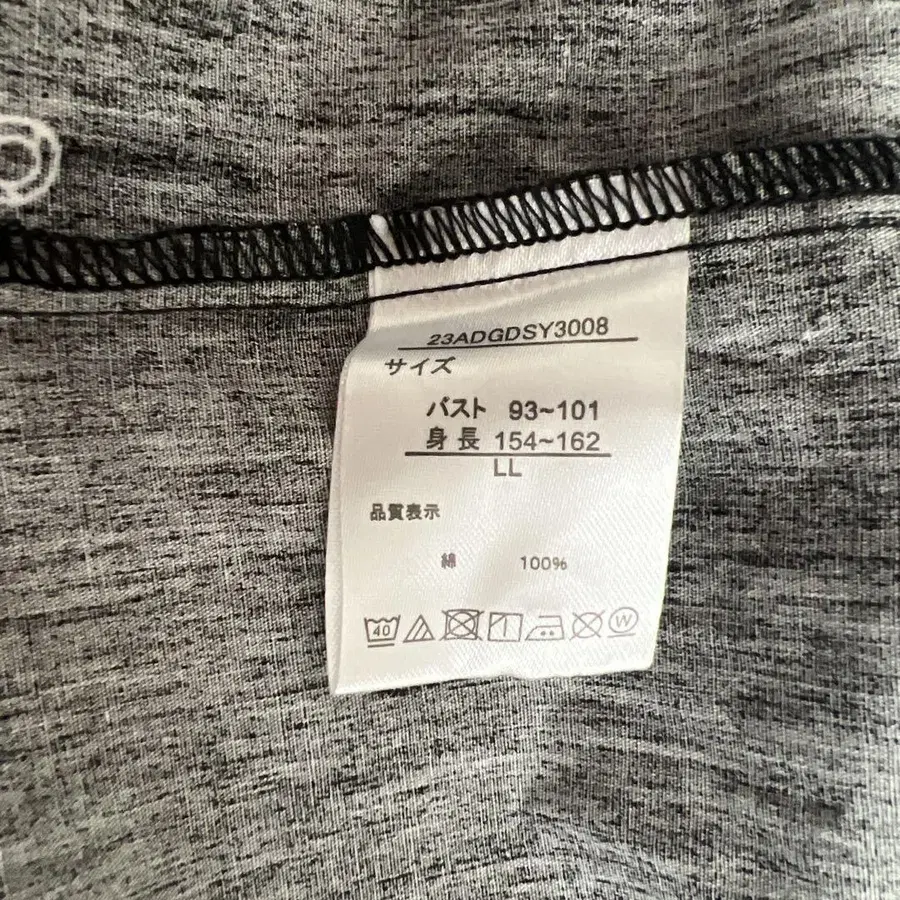 23ADGDSY3008
サイズ
バスト 93~101
身長 154~162
LL
品質表示
綿 100%
40
W